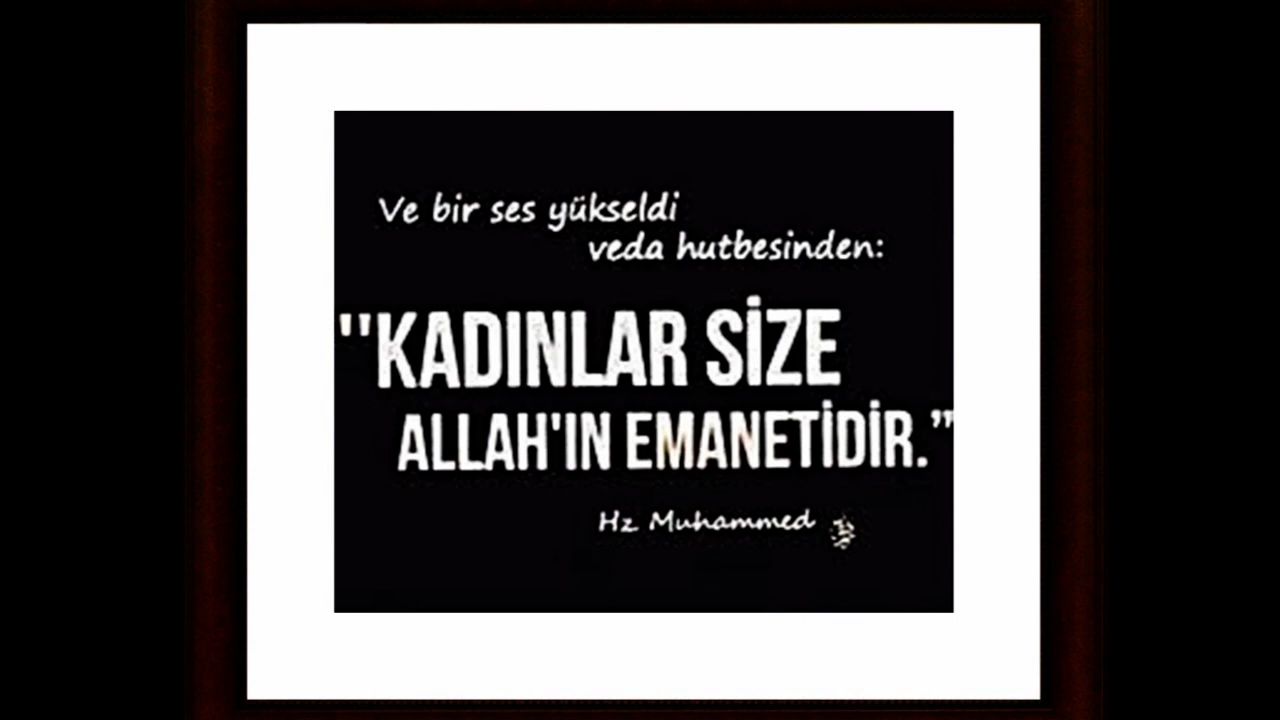 Ve bir ses yükseldi
veda hutbesinden:
"KADINLAR SİZE
ALLAH'IN EMANETİDİR.”
Hz Muhammed